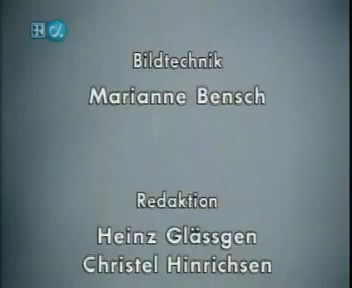 R α
Bildtechnik
Marianne Bensch
Redaktion
Heinz Glässgen
Christel Hinrichsen